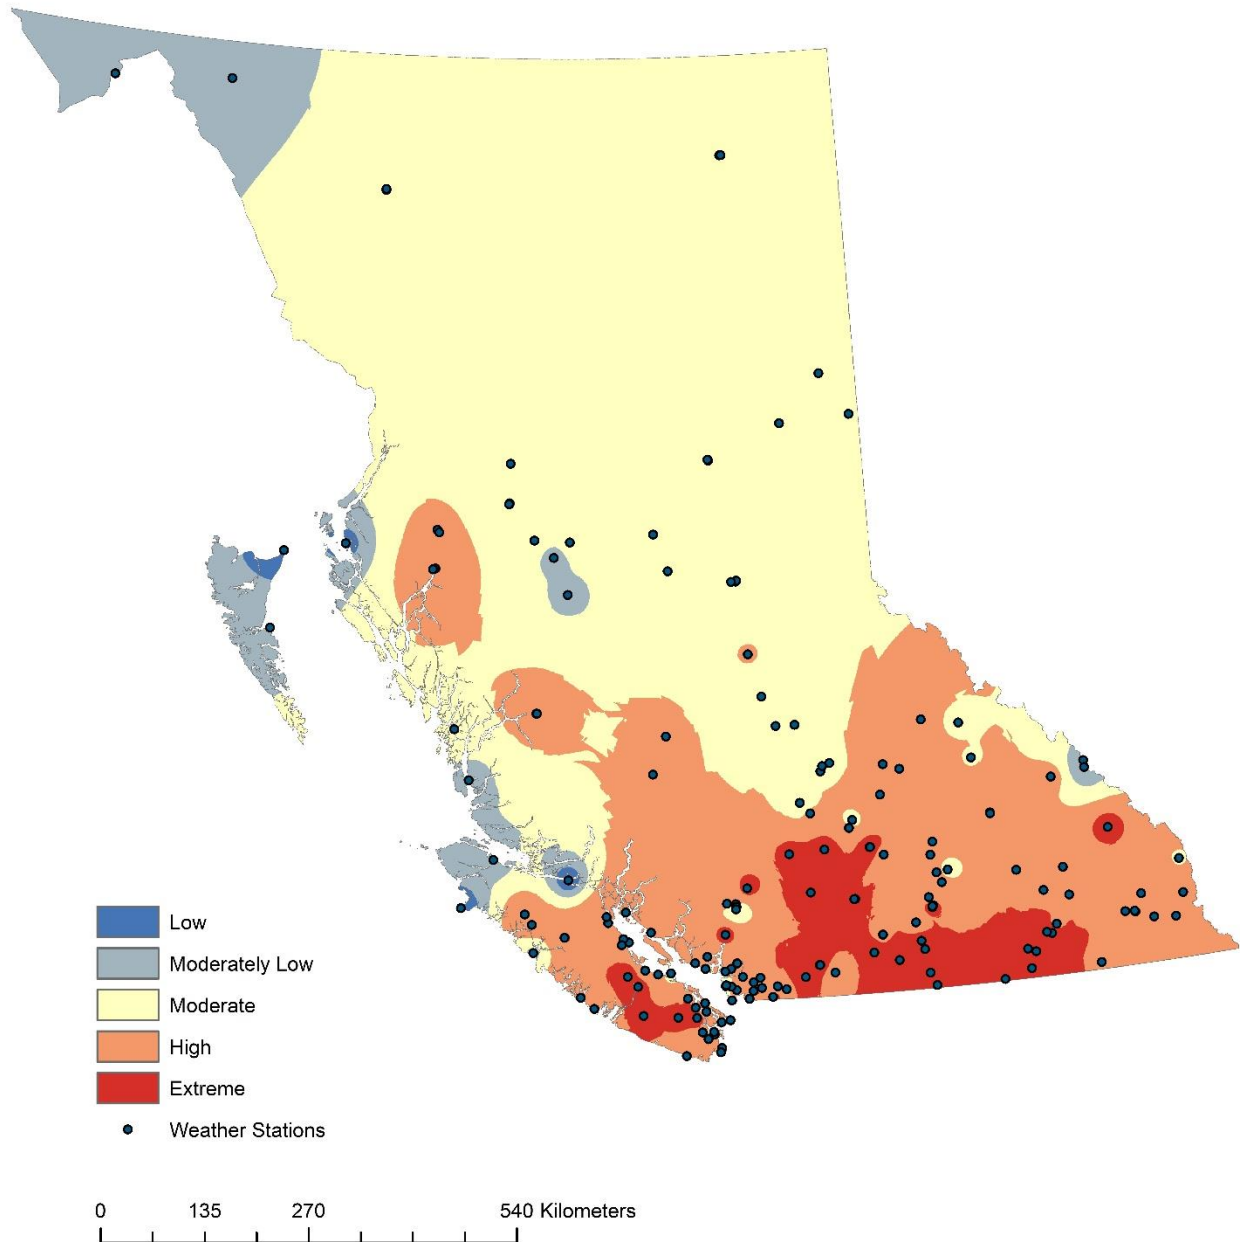 Low
Moderately Low
Moderate
High
Extreme
Weather Stations
0 135 270 540 Kilometers